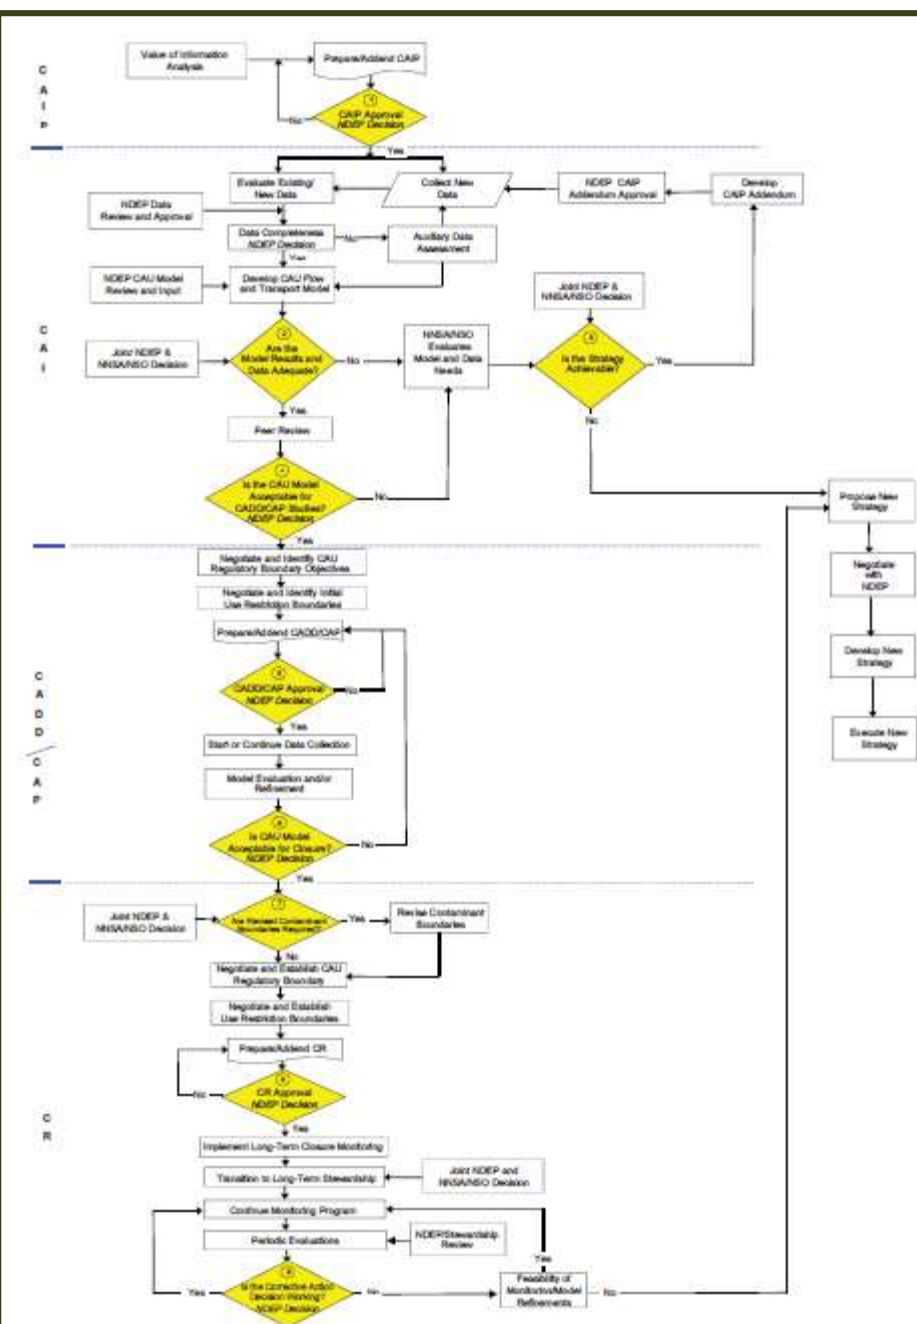 C
A
I
P
Value of Information
Analysis
Prepare/Addend CAIP
1
CAIP Approval
NDEP Decision
No
Yes
C
A
I
Evaluate Existing/
New Data
Collect New
Data
NDEP CAIP
Addendum Approval
Develop
CAIP Addendum
NDEP Data
Review and Approval
Data Completeness
NDEP Decision
No
Auxiliary Data
Assessment
Yes
NDEP CAU Model
Review and Input
Develop CAU Flow
and Transport Model
Joint NDEP &
NNSA/NSO Decision
Joint NDEP &
NNSA/NSO Decision
Are the
Model Results and
Data Adequate?
No
NNSA/NSO
Evaluates
Model and Data
Needs
Is the Strategy
Achievable?
Yes
Yes
No
Peer Review
Is the CAU Model
Acceptable for
CADD/CAP Studies?
NDEP Decision
No
Yes
Propose New
Strategy
Negotiate
with
NDEP
Develop New
Strategy
Execute New
Strategy
C
A
D
D
/
C
A
P
Negotiate and Identify CAU
Regulatory Boundary Objectives
Negotiate and Identify Initial
Use Restriction Boundaries
Prepare/Addend CADD/CAP
CADD/CAP Approval
NDEP Decision
No
Yes
Start or Continue Data Collection
Model Evaluation and/or
Refinement
Is CAU Model
Acceptable for Closure?
NDEP Decision
No
Yes
C
R
Joint NDEP &
NNSA/NSO Decision
7
Are Revised Contaminant
Boundaries Required?
Yes
Revise Contaminant
Boundaries
No
Negotiate and Establish CAU
Regulatory Boundary
Negotiate and Establish
Use Restriction Boundaries
Prepare/Addend CR
CR Approval
NDEP Decision
No
Yes
Implement Long-Term Closure Monitoring
Transition to Long-Term Stewardship
Joint NDEP and
NNSA/NSO Decision
Continue Monitoring Program
Periodic Evaluations
NDEP/Stewardship
Review
Is the Corrective Action
Decision Working?
NDEP Decision
Yes
No
Feasibility of
Monitoring/Model
Refinements
Yes
No